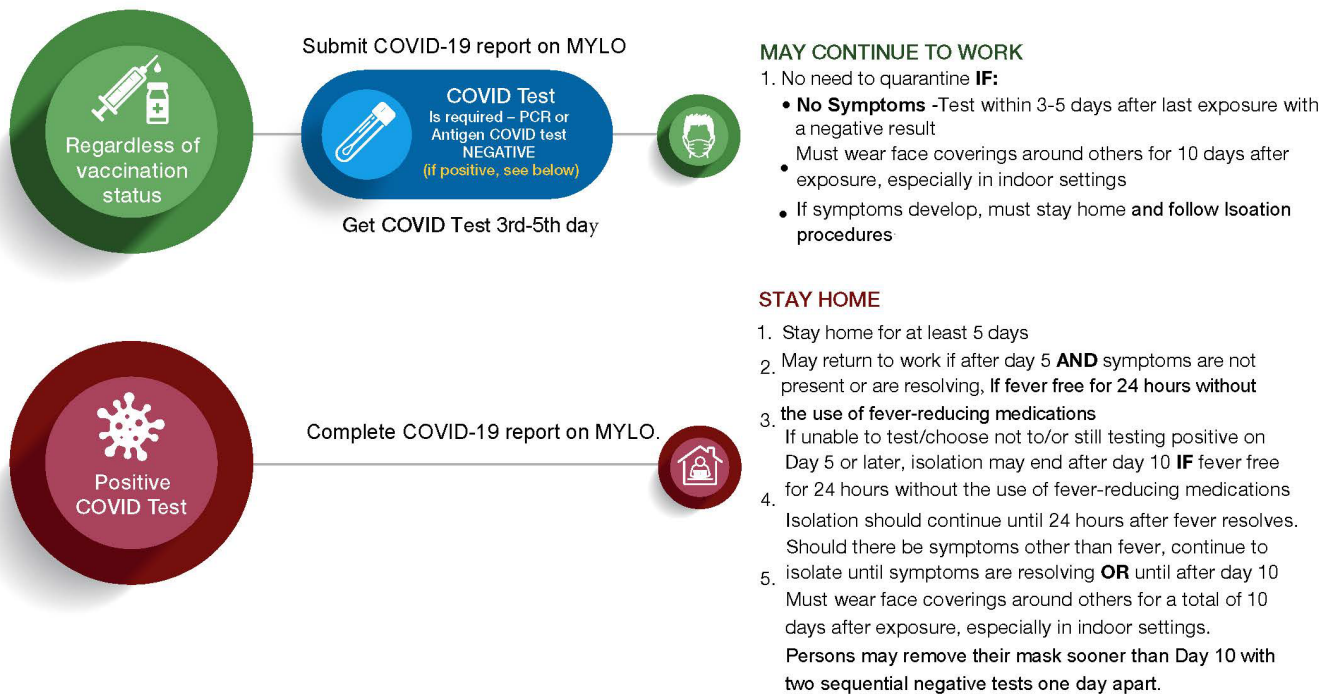 Regardless of
vaccination
status
Submit COVID-19 report on MYLO
COVID Test
Is required – PCR or
Antigen COVID test
NEGATIVE
(if positive, see below)
Get COVID Test 3rd-5th day
MAY CONTINUE TO WORK
1. No need to quarantine IF:
• No Symptoms -Test within 3-5 days after last exposure with
a negative result
Must wear face coverings around others for 10 days after
• exposure, especially in indoor settings
• If symptoms develop, must stay home and follow Isoation
procedures
Positive
COVID Test
Complete COVID-19 report on MYLO.
STAY HOME
1. Stay home for at least 5 days
2. May return to work if after day 5 AND symptoms are not
present or are resolving, If fever free for 24 hours without
3. the use of fever-reducing medications
If unable to test/choose not to/or still testing positive on
Day 5 or later, isolation may end after day 10 IF fever free
4. for 24 hours without the use of fever-reducing medications
Isolation should continue until 24 hours after fever resolves.
Should there be symptoms other than fever, continue to
5. isolate until symptoms are resolving OR until after day 10
Must wear face coverings around others for a total of 10
days after exposure, especially in indoor settings.
Persons may remove their mask sooner than Day 10 with
two sequential negative tests one day apart.